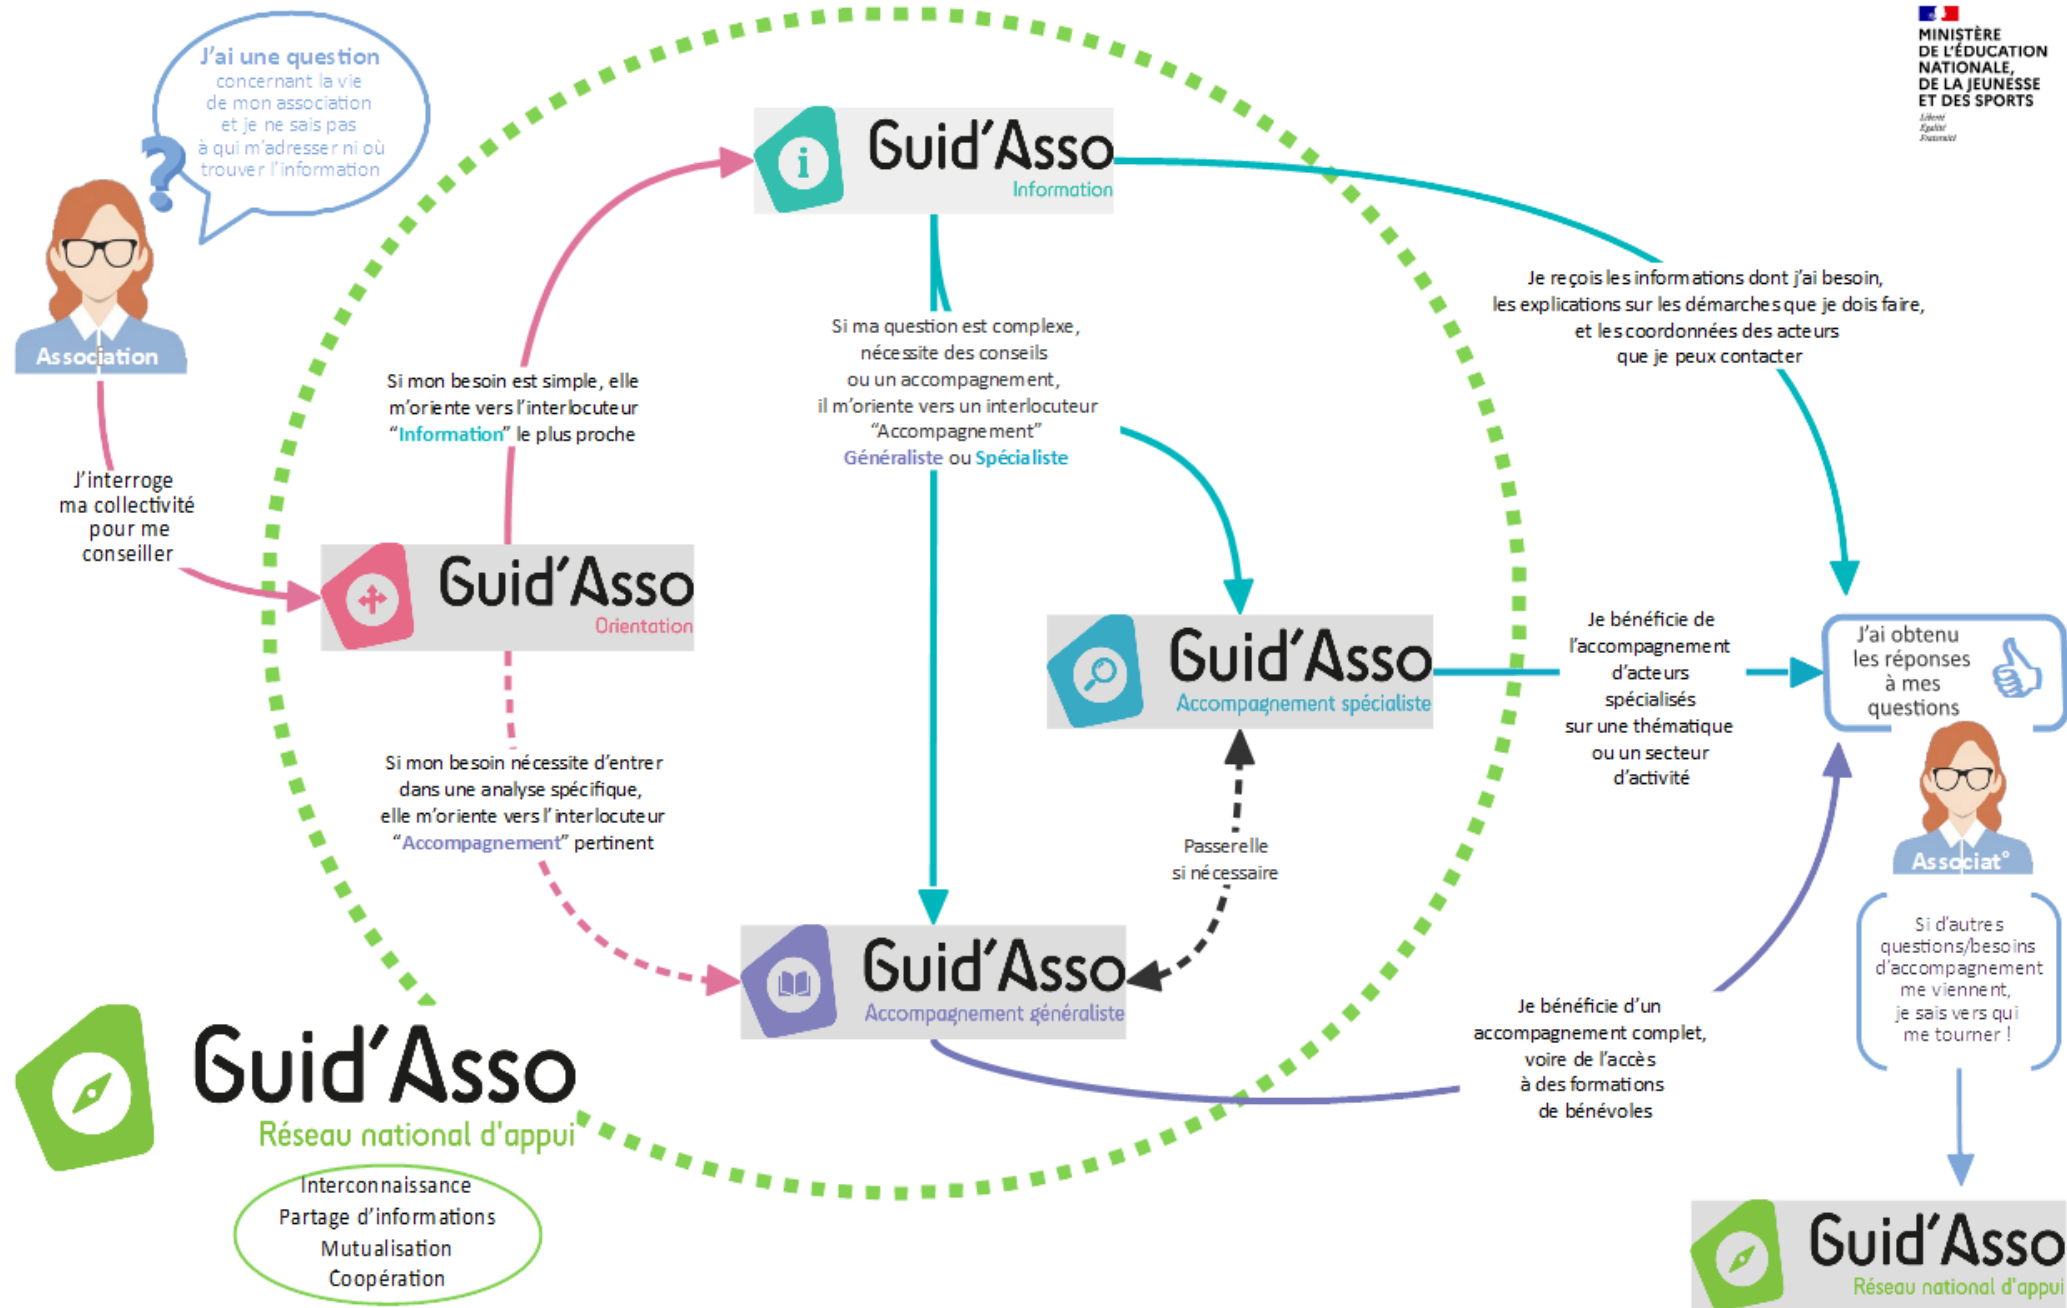 J'ai une question
concernant la vie
de mon association
et je ne sais pas
à qui m'adresser ni où
trouver l'information
?
Association
J'interroge
ma collectivité
pour me
conseiller
MINISTÈRE
DE L'ÉDUCATION
NATIONALE,
DE LA JEUNESSE
ET DES SPORTS
Liberté
Égalité
Fraternité
i
Guid'Asso
Information
Si mon besoin est simple, elle
m'oriente vers l'interlocuteur
“Information” le plus proche
Si ma question est complexe,
nécessite des conseils
ou un accompagnement,
il m'oriente vers un interlocuteur
“Accompagnement”
Généraliste ou Spécialiste
Je reçois les informations dont j'ai besoin,
les explications sur les démarches que je dois faire,
et les coordonnées des acteurs
que je peux contacter
Guid'Asso
Orientation
Si mon besoin nécessite d'entrer
dans une analyse spécifique,
elle m'oriente vers l'interlocuteur
“Accompagnement” pertinent
Guid'Asso
Accompagnement spécialiste
Je bénéficie de
l'accompagnement
d'acteurs
spécialisés
sur une thématique
ou un secteur
d'activité
J'ai obtenu
les réponses
à mes
questions
Associat°
Passerelle
si nécessaire
Guid'Asso
Accompagnement généraliste
Je bénéficie d'un
accompagnement complet,
voire de l'accès
à des formations
de bénévoles
Si d'autres
questions/besoins
d'accompagnement
me viennent,
je sais vers qui
me tourner !
Guid'Asso
Réseau national d'appui
Interconnaissance
Partage d'informations
Mutualisation
Coopération
Guid'Asso
Réseau national d'appui